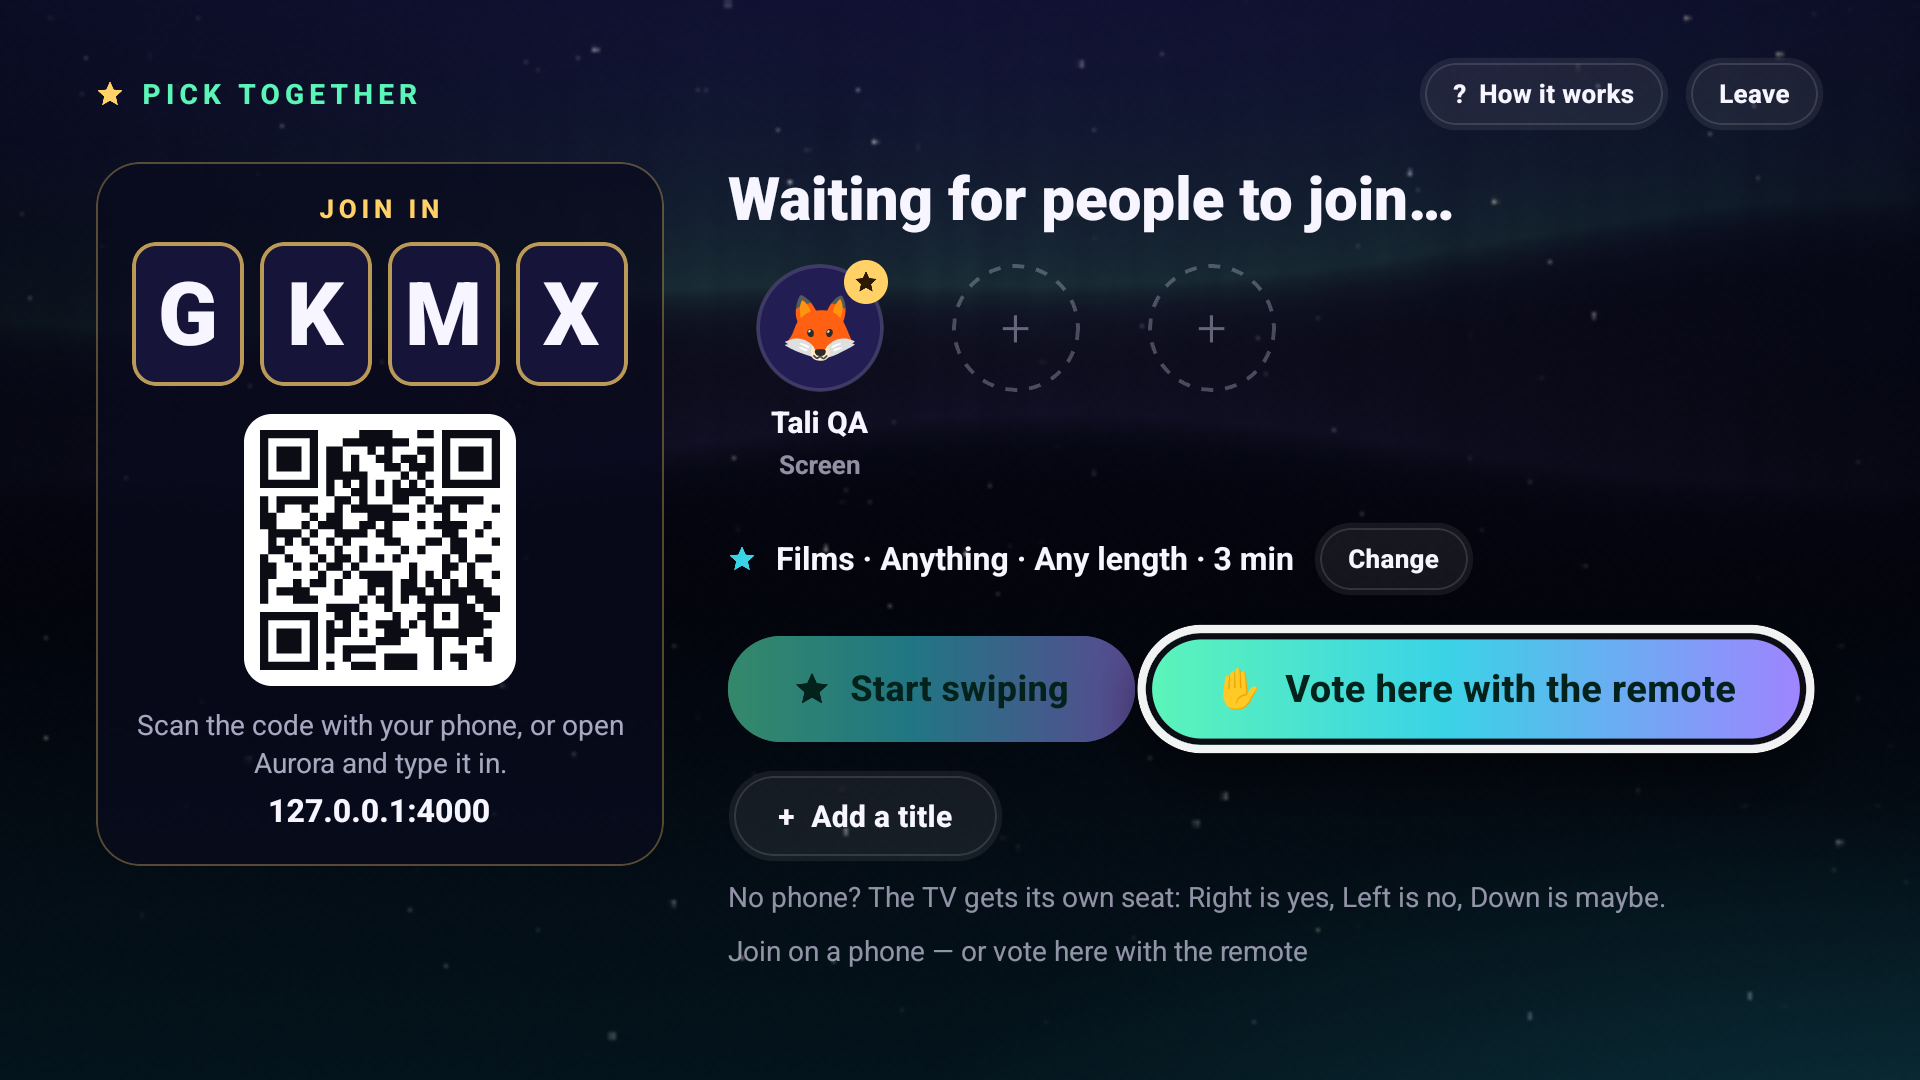 PICK TOGETHER
? How it works
Leave
JOIN IN
G K M X
Scan the code with your phone, or open
Aurora and type it in.
127.0.0.1:4000
Waiting for people to join...
Tali QA
Screen
Films · Anything · Any length · 3 min
Change
Start swiping
Vote here with the remote
+ Add a title
No phone? The TV gets its own seat: Right is yes, Left is no, Down is maybe.
Join on a phone — or vote here with the remote